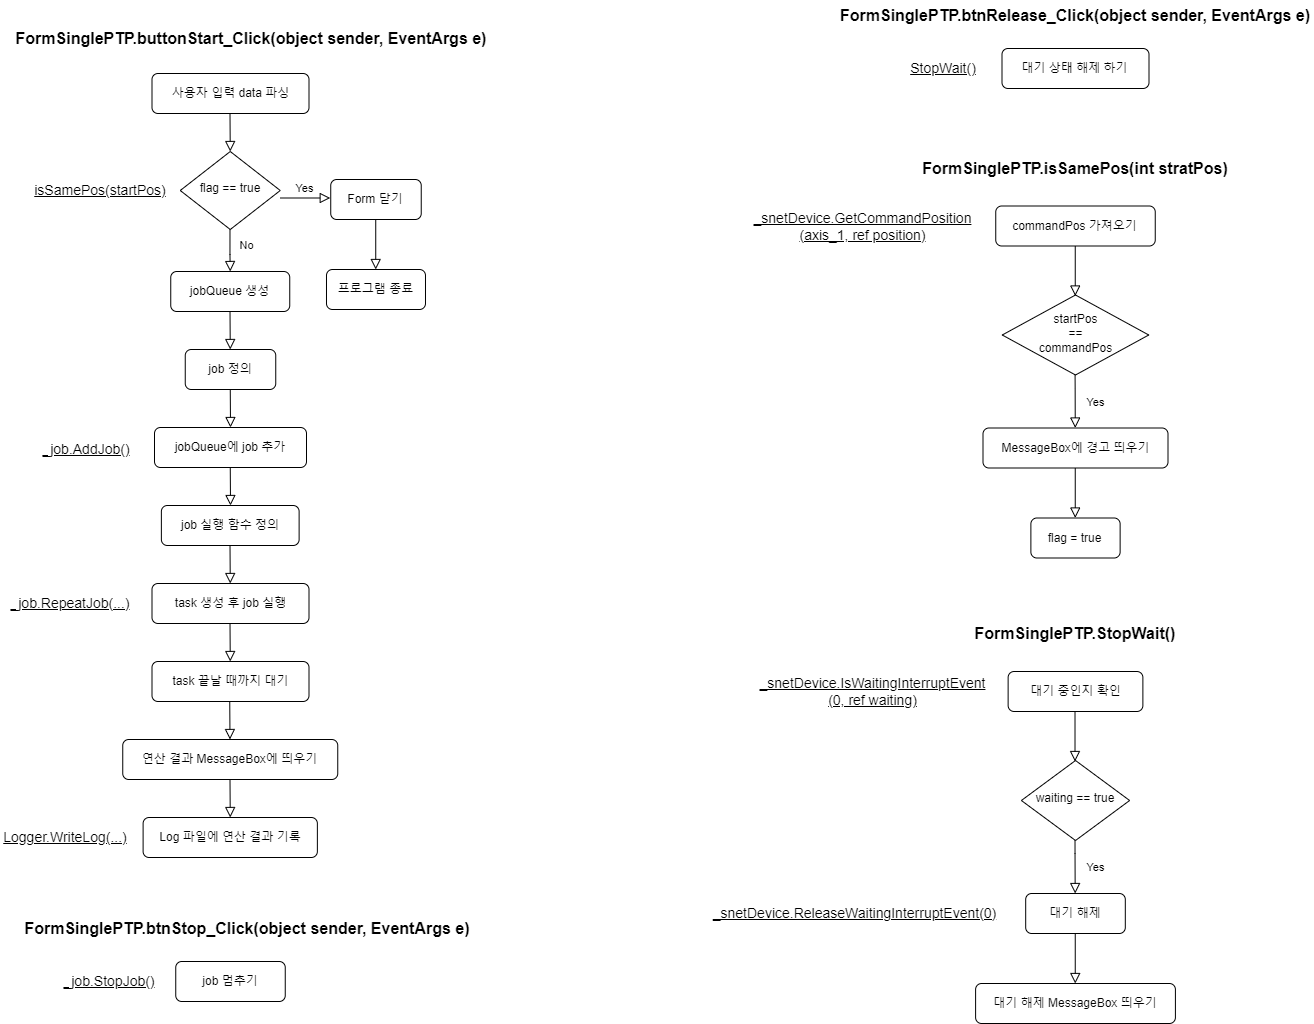 FormSinglePTP.buttonStart_Click(object sender, EventArgs e)
사용자 입력 data 파싱
isSamePos(startPos)
flag == true
Yes
Form 닫기
프로그램 종료
No
jobQueue 생성
job 정의
_job.AddJob()
jobQueue에 job 추가
job 실행 함수 정의
_job.RepeatJob(...)
task 생성 후 job 실행
task 끝날 때까지 대기
연산 결과 MessageBox에 띄우기
Logger.WriteLog(...)
Log 파일에 연산 결과 기록
FormSinglePTP.btnStop_Click(object sender, EventArgs e)
_job.StopJob()
job 멈추기
FormSinglePTP.btnRelease_Click(object sender, EventArgs e)
StopWait()
대기 상태 해제 하기
FormSinglePTP.isSamePos(int stratPos)
_snetDevice.GetCommandPosition
(axis_1, ref position)
commandPos 가져오기
startPos
==
commandPos
Yes
MessageBox에 경고 띄우기
flag = true
FormSinglePTP.StopWait()
_snetDevice.IsWaitingInterruptEvent
(0, ref waiting)
대기 중인지 확인
waiting == true
Yes
_snetDevice.ReleaseWaitingInterruptEvent(0)
대기 해제
대기 해제 MessageBox 띄우기